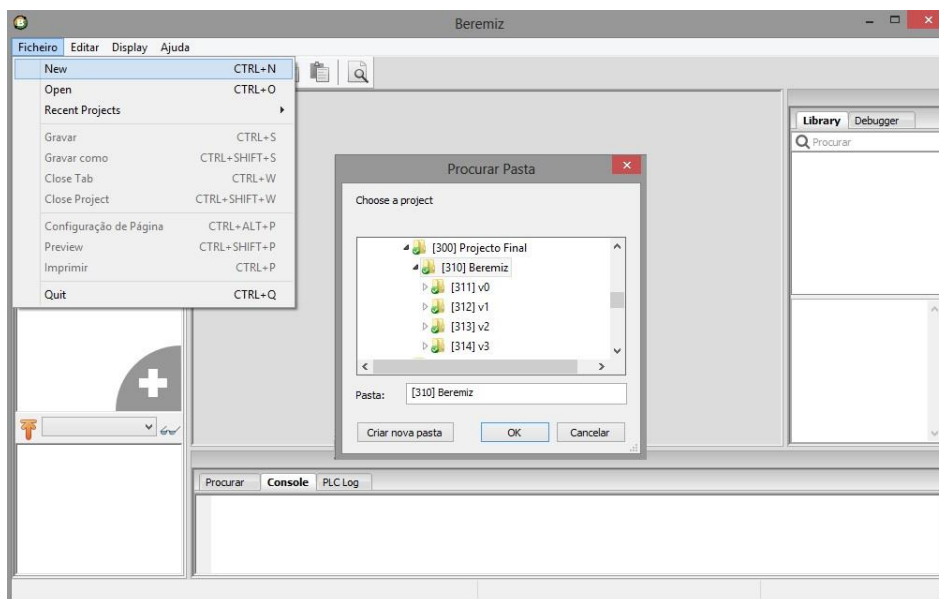 Beremiz
Ficheiro Editar Display Ajuda
New CTRL+N
Open CTRL+O
Recent Projects
Gravar CTRL+S
Gravar como CTRL+SHIFT+S
Close Tab CTRL+W
Close Project CTRL+SHIFT+W
Configuração de Página CTRL+ALT+P
Preview CTRL+SHIFT+P
Imprimir CTRL+P
Quit CTRL+Q
Procurar Pasta
Choose a project
[300] Projecto Final
[310] Beremiz
[311] v0
[312] v1
[313] v2
[314] v3
Pasta: [310] Beremiz
Criar nova pasta OK Cancelar
Library Debugger
Procurar
Procurar Console PLC Log